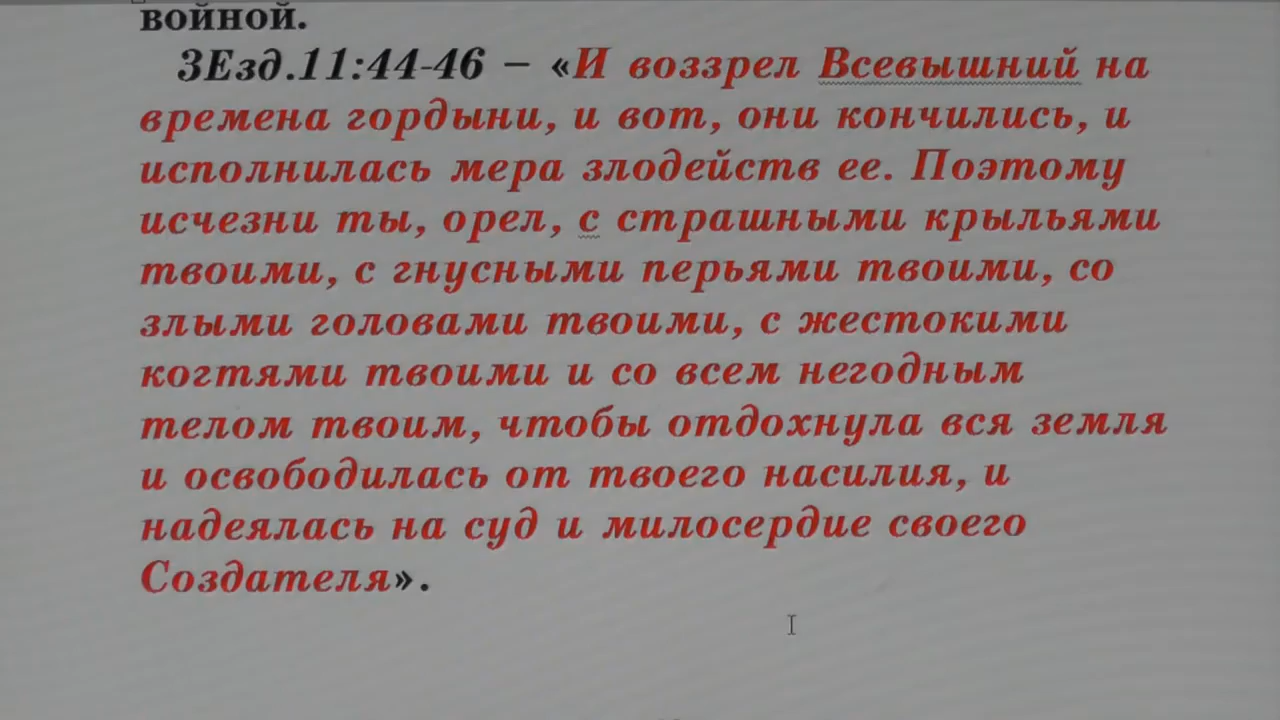 войной.
3Езд.11:44-46 – «И воззрел Всевышний на
времена гордыни, и вот, они кончились, и
исполнилась мера злодейств ее. Поэтому
исчезни ты, орел, с страшными крыльями
твоими, с гнусными перьями твоими, со
злыми головами твоими, с жестокими
когтями твоими и со всем негодным
телом твоим, чтобы отдохнула вся земля
и освободилась от твоего насилия, и
надеялась на суд и милосердие своего
Создателя».